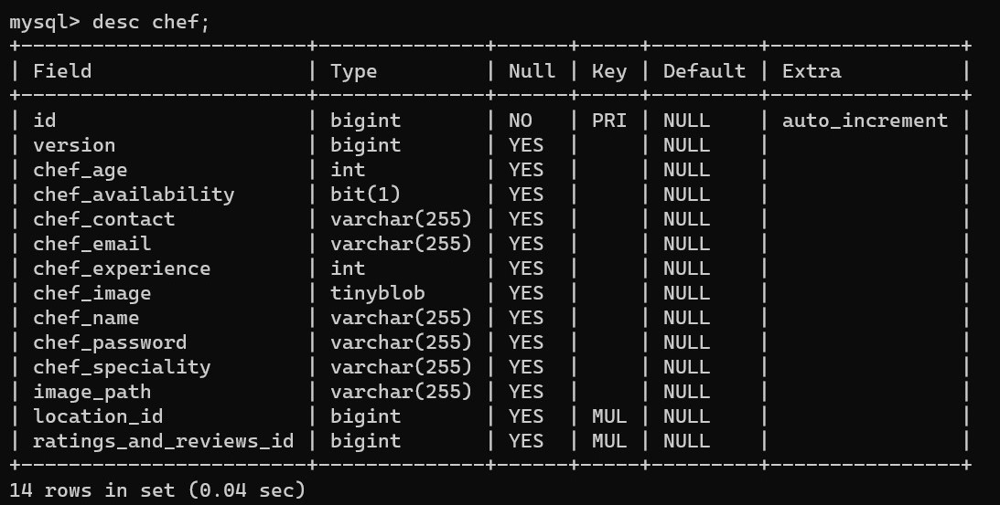 mysql> desc chef;
+------------------------+--------------+------+-----+---------+----------------+
| Field                  | Type         | Null | Key | Default | Extra          |
+------------------------+--------------+------+-----+---------+----------------+
| id                     | bigint       | NO   | PRI | NULL    | auto_increment |
| version                | bigint       | YES  |     | NULL    |                |
| chef_age               | int          | YES  |     | NULL    |                |
| chef_availability      | bit(1)       | YES  |     | NULL    |                |
| chef_contact           | varchar(255) | YES  |     | NULL    |                |
| chef_email             | varchar(255) | YES  |     | NULL    |                |
| chef_experience        | int          | YES  |     | NULL    |                |
| chef_image             | tinyblob     | YES  |     | NULL    |                |
| chef_name              | varchar(255) | YES  |     | NULL    |                |
| chef_password          | varchar(255) | YES  |     | NULL    |                |
| chef_speciality        | varchar(255) | YES  |     | NULL    |                |
| image_path             | varchar(255) | YES  |     | NULL    |                |
| location_id            | bigint       | YES  | MUL | NULL    |                |
| ratings_and_reviews_id | bigint       | YES  | MUL | NULL    |                |
+------------------------+--------------+------+-----+---------+----------------+
14 rows in set (0.04 sec)